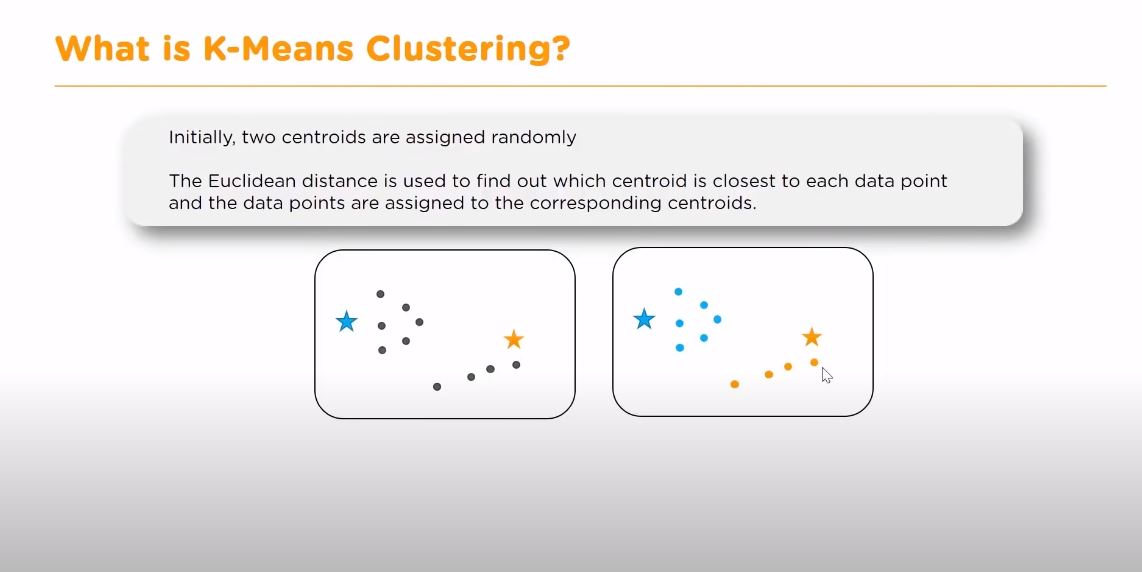 What is K-Means Clustering?
Initially, two centroids are assigned randomly
The Euclidean distance is used to find out which centroid is closest to each data point
and the data points are assigned to the corresponding centroids.